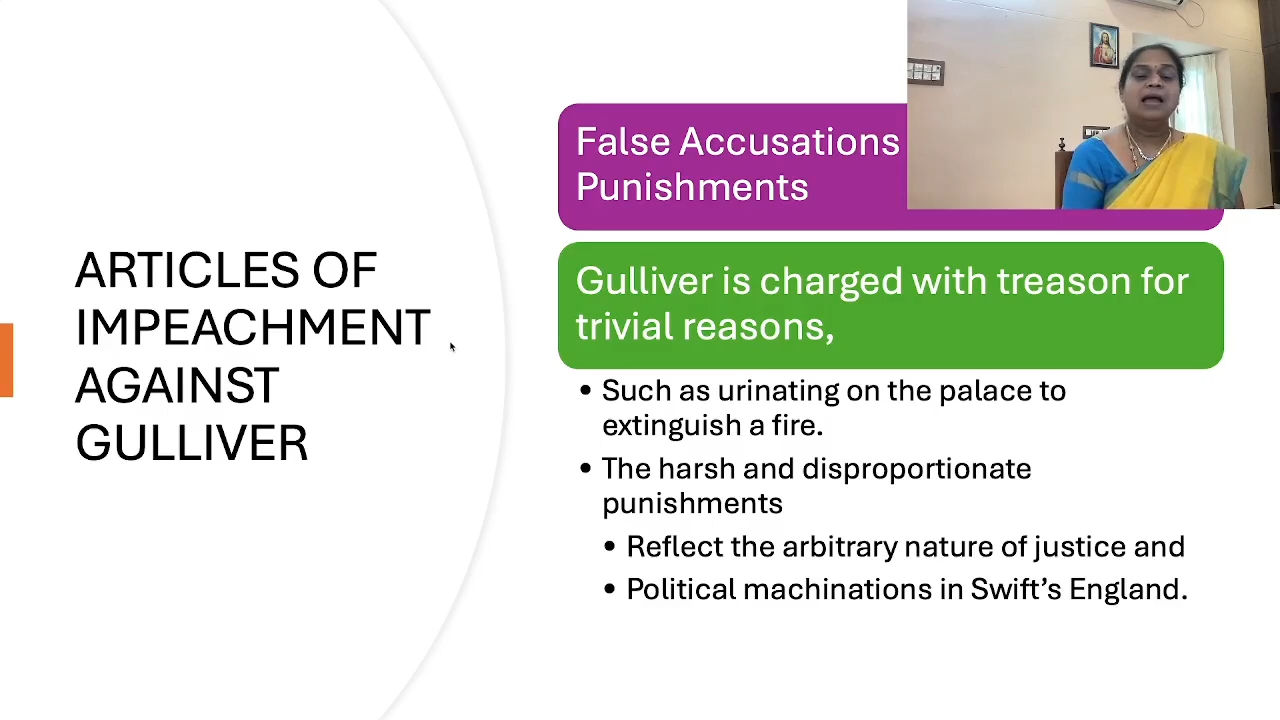 ARTICLES OF
IMPEACHMENT
AGAINST
GULLIVER
False Accusations
Punishments
Gulliver is charged with treason for
trivial reasons,
• Such as urinating on the palace to
extinguish a fire.
• The harsh and disproportionate
punishments
• Reflect the arbitrary nature of justice and
• Political machinations in Swift’s England.